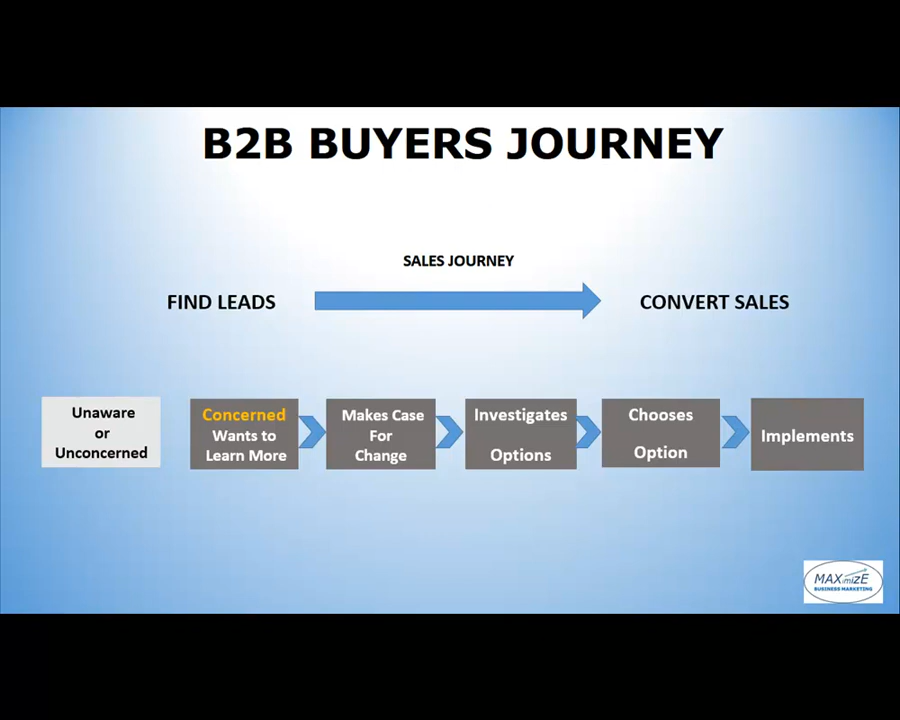 B2B BUYERS JOURNEY
SALES JOURNEY
FIND LEADS
CONVERT SALES
Unaware
or
Unconcerned
Concerned
Wants to
Learn More
Makes Case
For
Change
Investigates
Options
Chooses
Option
Implements
MAXimizE
BUSINESS MARKETING